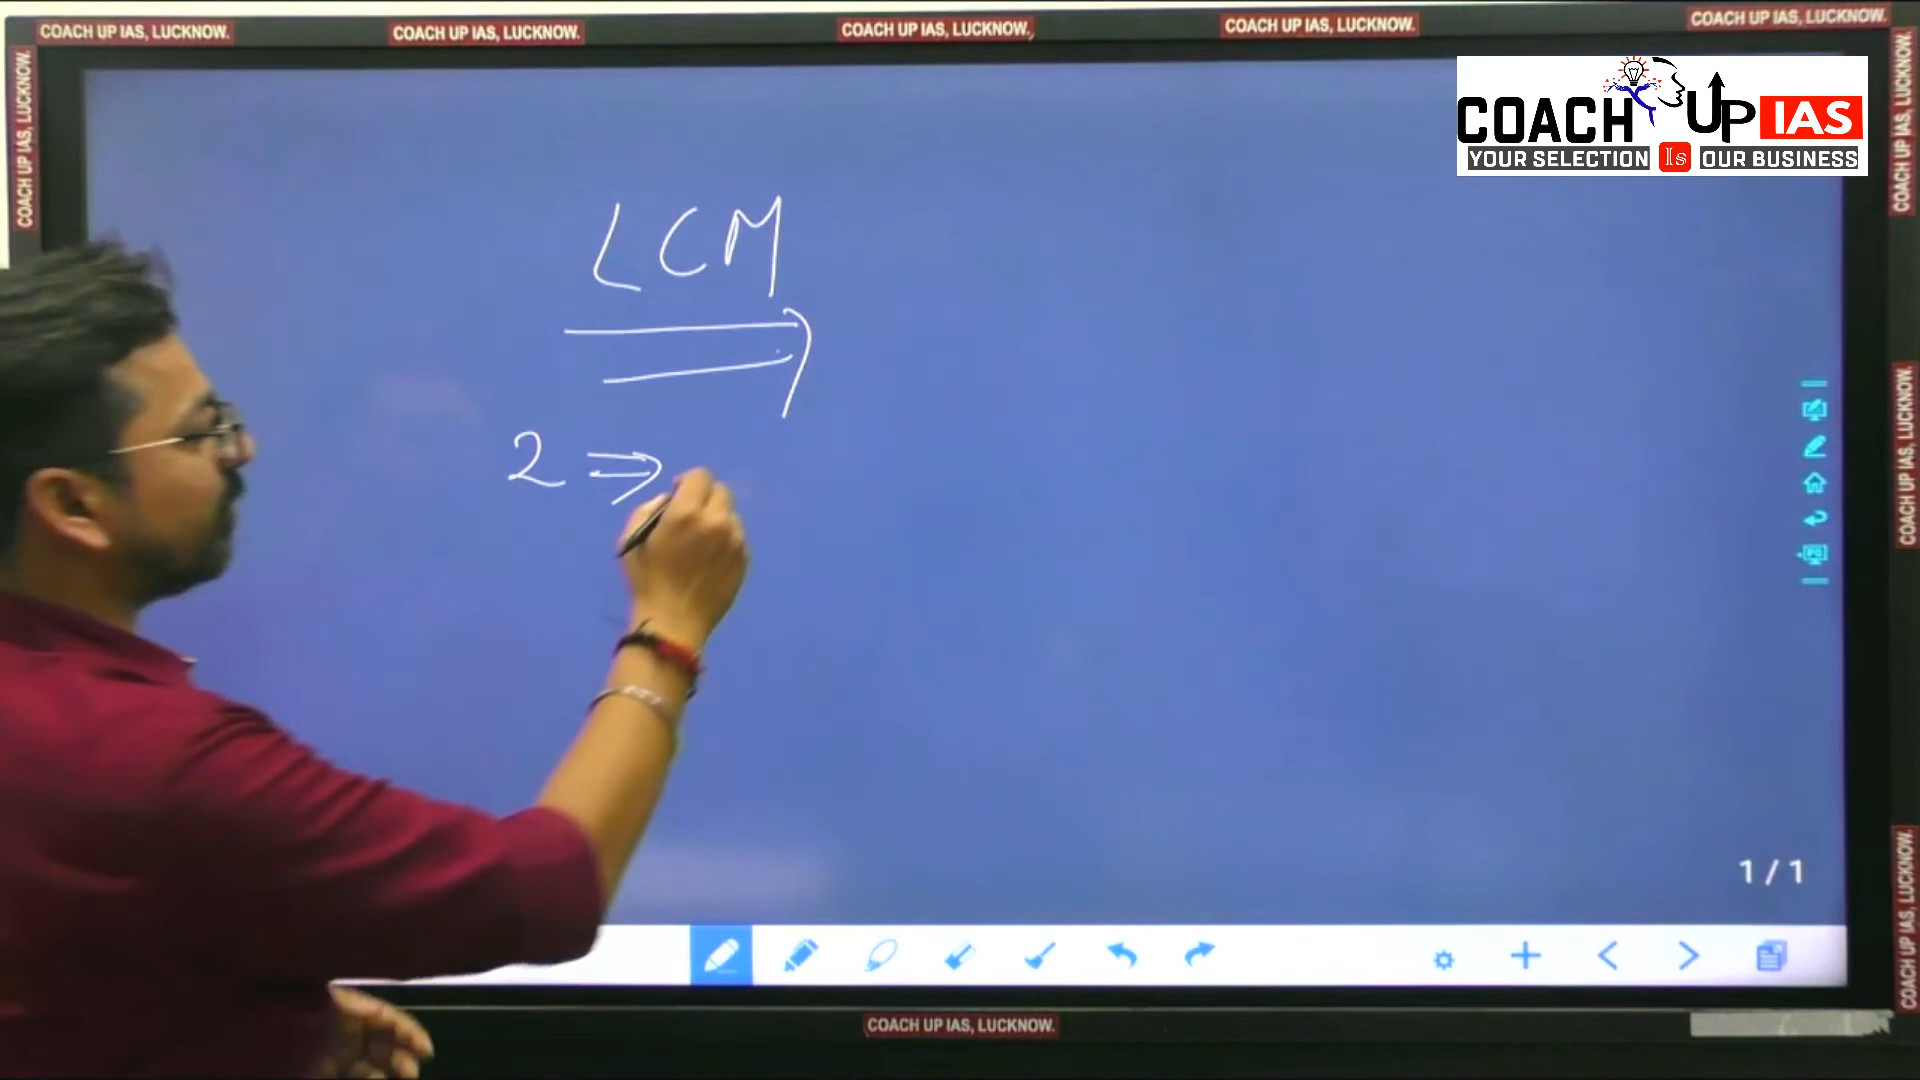 COACH UP IAS, LUCKNOW.
COACH UP IAS, LUCKNOW.
COACH UP IAS, LUCKNOW.
COACH UP IAS, LUCKNOW.
COACH UP IAS, LUCKNOW.
COACH UP IAS, LUCKNOW.
COACH UP IAS, LUCKNOW.
COACH UP IAS
YOUR SELECTION Is OUR BUSINESS
LCM
2 ⇒
COACH UP IAS, LUCKNOW.
1 / 1
COACH UP IAS, LUCKNOW.
COACH UP IAS, LUCKNOW.